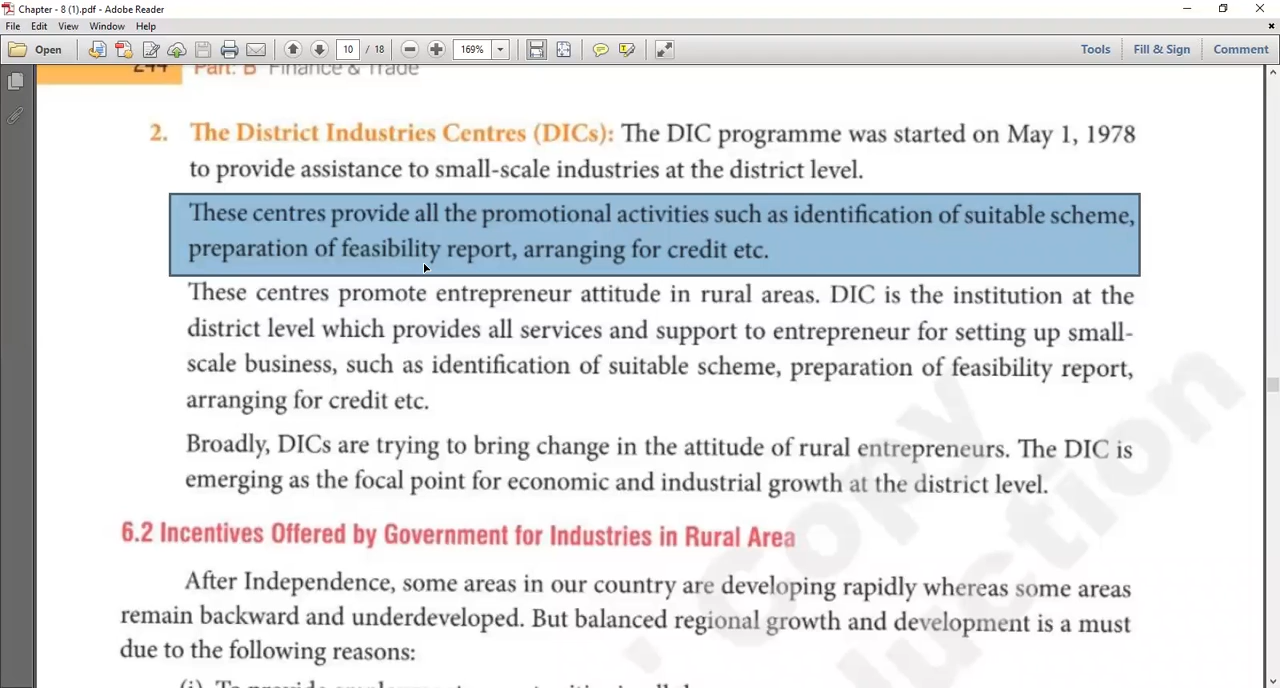 Chapter - 8 (1).pdf - Adobe Reader
File Edit View Window Help
Open 10 / 18 169% Tools Fill & Sign Comment
244 Part: B Finance & Trade
2. The District Industries Centres (DICs): The DIC programme was started on May 1, 1978
to provide assistance to small-scale industries at the district level.
These centres provide all the promotional activities such as identification of suitable scheme,
preparation of feasibility report, arranging for credit etc.
These centres promote entrepreneur attitude in rural areas. DIC is the institution at the
district level which provides all services and support to entrepreneur for setting up small-
scale business, such as identification of suitable scheme, preparation of feasibility report,
arranging for credit etc.
Broadly, DICs are trying to bring change in the attitude of rural entrepreneurs. The DIC is
emerging as the focal point for economic and industrial growth at the district level.
6.2 Incentives Offered by Government for Industries in Rural Area
After Independence, some areas in our country are developing rapidly whereas some areas
remain backward and underdeveloped. But balanced regional growth and development is a must
due to the following reasons:
(i) To provide employment